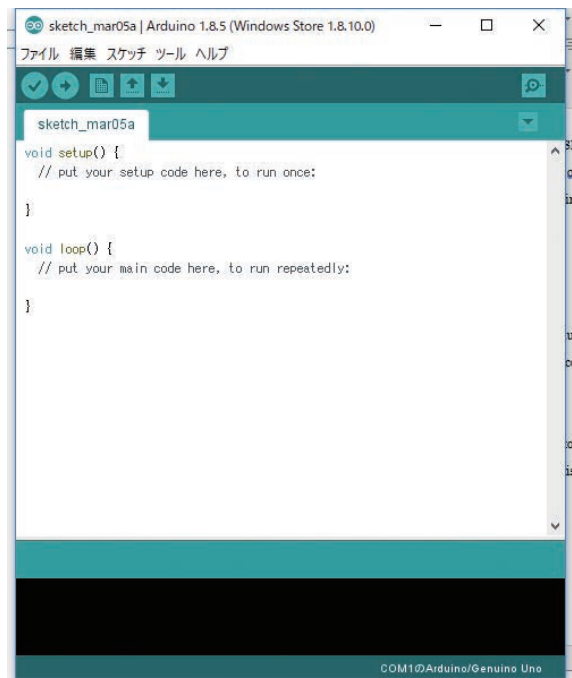 sketch_mar05a | Arduino 1.8.5 (Windows Store 1.8.10.0)
ファイル 編集 スケッチ ツール ヘルプ
sketch_mar05a
void setup() {
// put your setup code here, to run once:
}
void loop() {
// put your main code here, to run repeatedly:
}
COM1のArduino/Genuino Uno